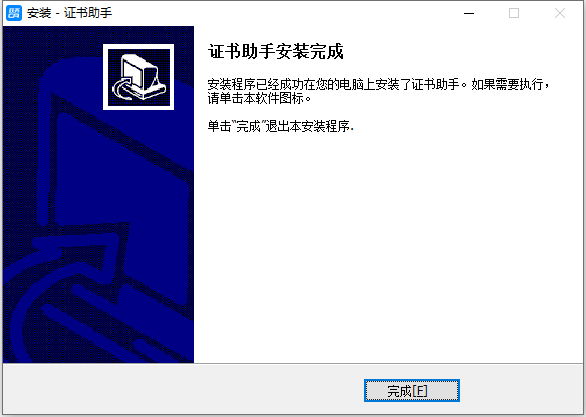 安装 - 证书助手
证书助手安装完成
安装程序已经成功在您的电脑上安装了证书助手。如果需要执行，
请单击本软件图标。
单击“完成”退出本安装程序.
完成[F]